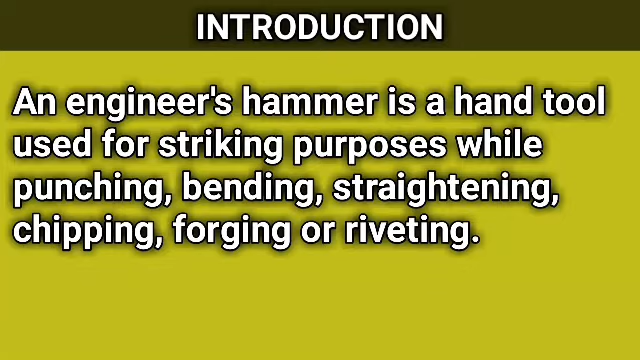 INTRODUCTION
An engineer's hammer is a hand tool
used for striking purposes while
punching, bending, straightening,
chipping, forging or riveting.